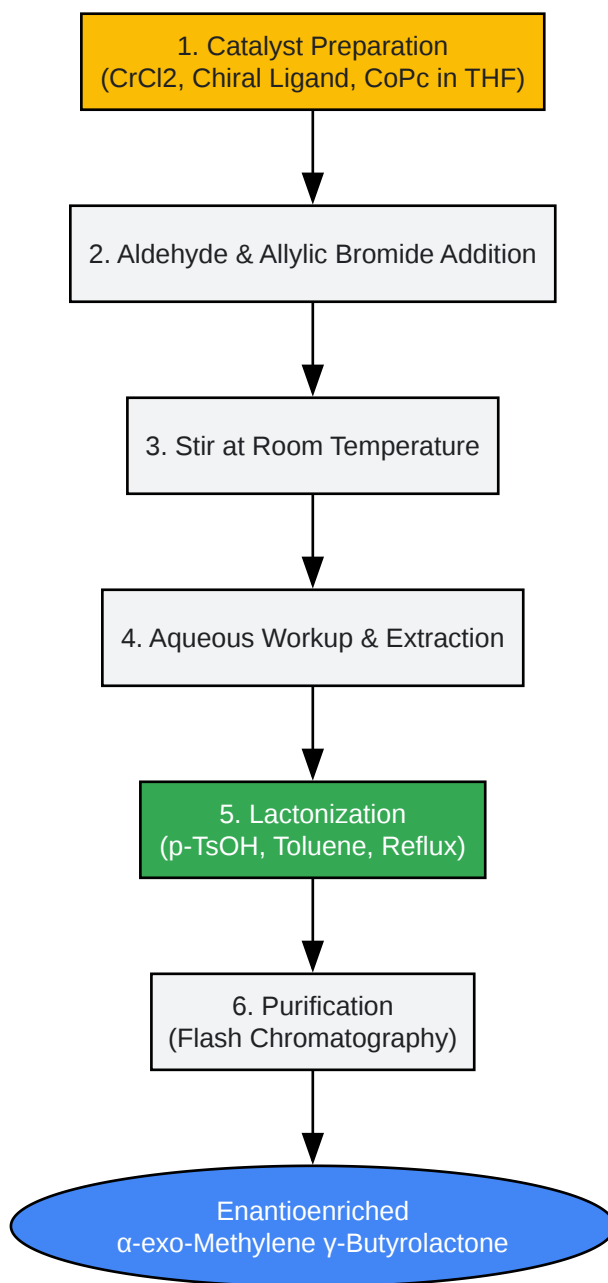 1. Catalyst Preparation
(CrCl2, Chiral Ligand, CoPc in THF)
2. Aldehyde & Allylic Bromide Addition
3. Stir at Room Temperature
4. Aqueous Workup & Extraction
5. Lactonization
(p-TsOH, Toluene, Reflux)
6. Purification
(Flash Chromatography)
Enantioenriched
α-exo-Methylene γ-Butyrolactone